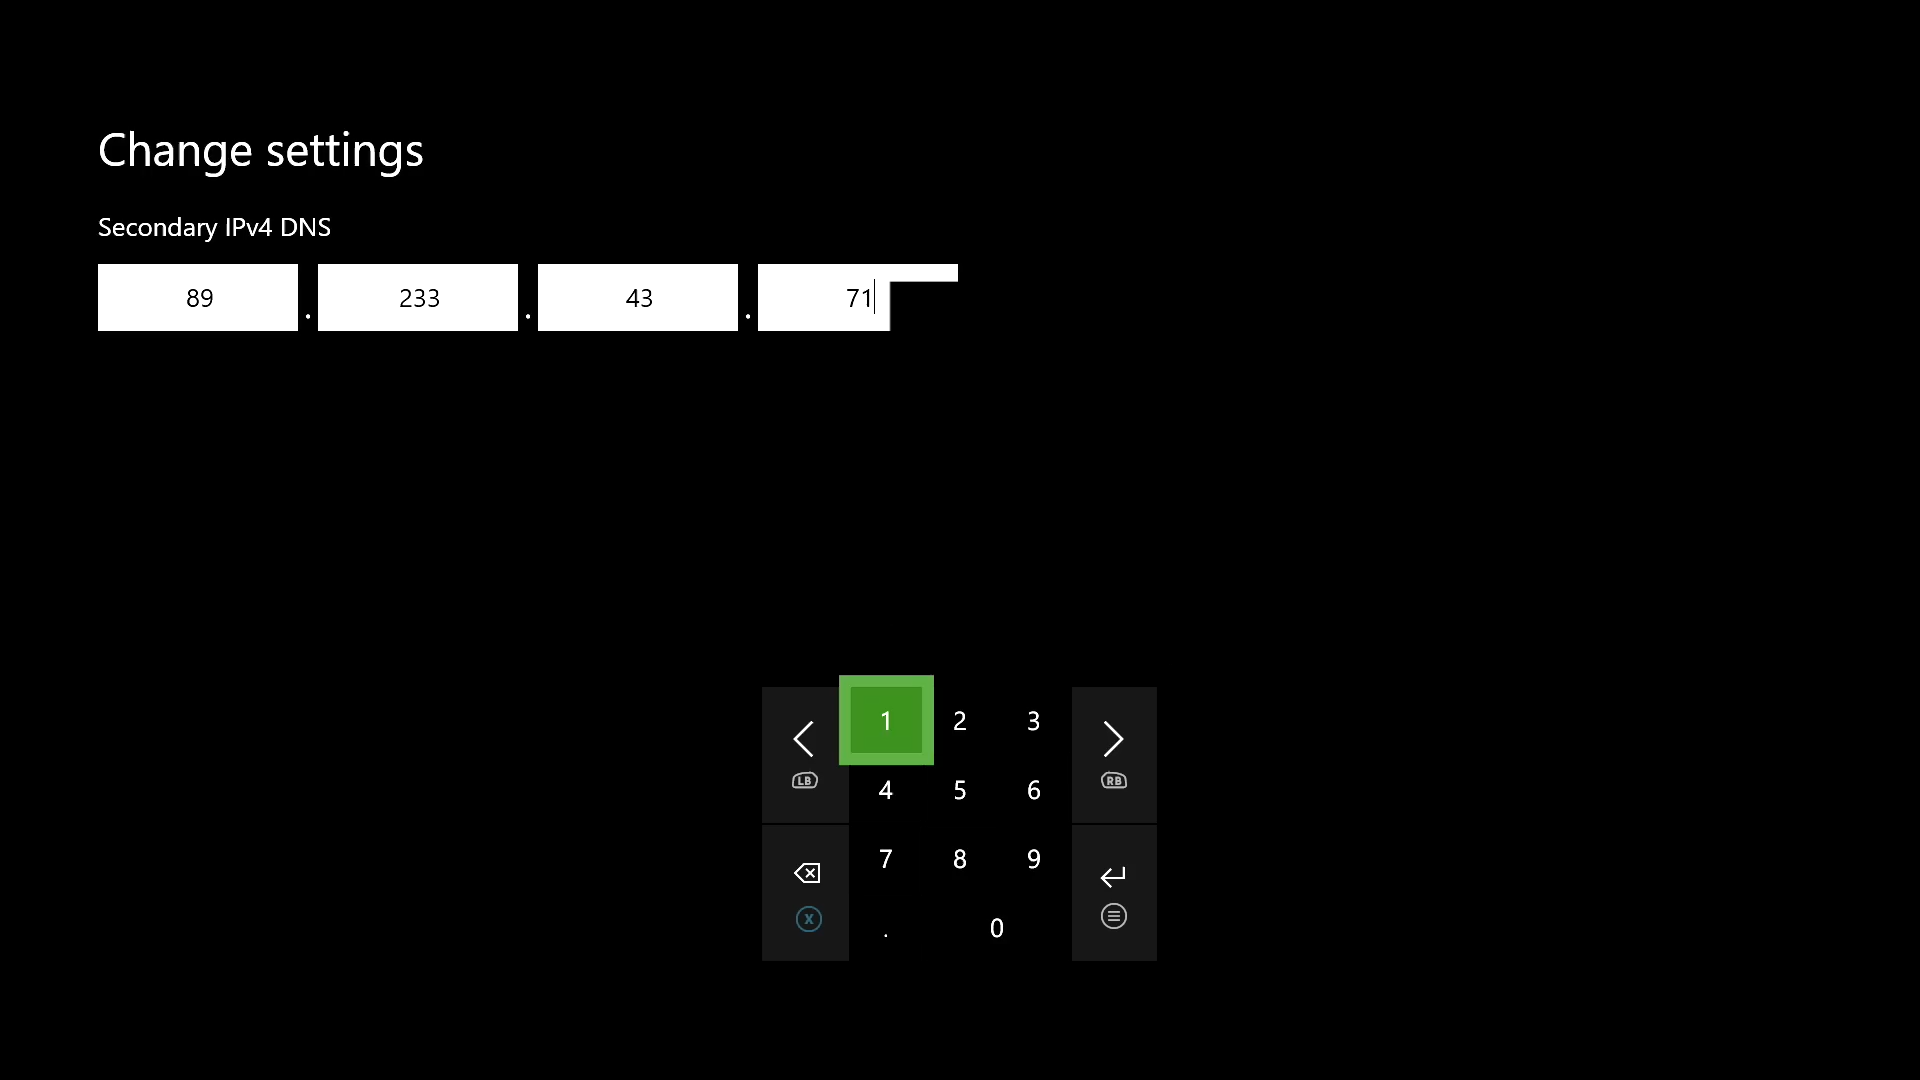 Change settings
Secondary IPv4 DNS
89 . 233 . 43 . 71
1 2 3
LB RB
4 5 6
7 8 9
X
. 0